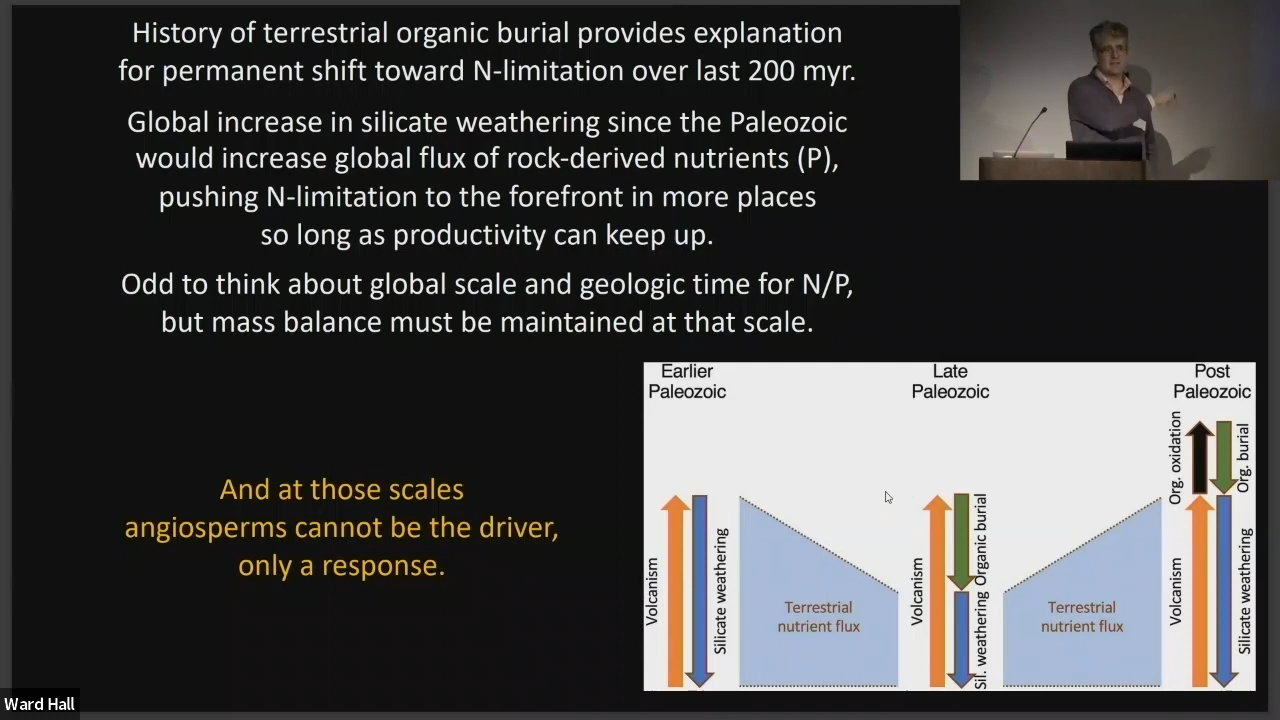 History of terrestrial organic burial provides explanation
for permanent shift toward N-limitation over last 200 myr.
Global increase in silicate weathering since the Paleozoic
would increase global flux of rock-derived nutrients (P),
pushing N-limitation to the forefront in more places
so long as productivity can keep up.
Odd to think about global scale and geologic time for N/P,
but mass balance must be maintained at that scale.
And at those scales
angiosperms cannot be the driver,
only a response.
Earlier
Paleozoic
Late
Paleozoic
Post
Paleozoic
Volcanism
Silicate weathering
Terrestrial
nutrient flux
Volcanism
Organic burial
Sil. weathering
Terrestrial
nutrient flux
Org. oxidation
Org. burial
Volcanism
Silicate weathering
Ward Hall